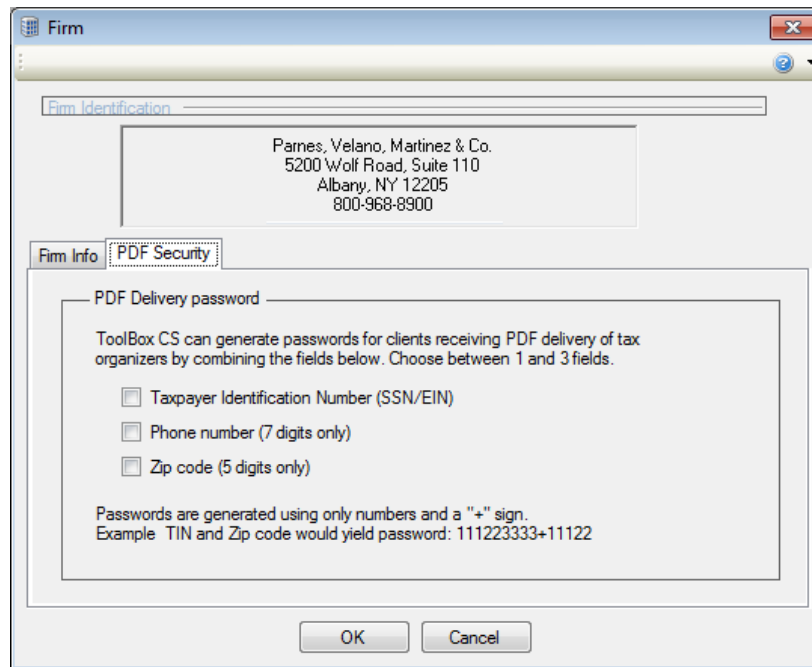 Firm
Firm Identification
Parnes, Velano, Martinez & Co.
5200 Wolf Road, Suite 110
Albany, NY 12205
800-968-8900
Firm Info
PDF Security
PDF Delivery password
ToolBox CS can generate passwords for clients receiving PDF delivery of tax
organizers by combining the fields below. Choose between 1 and 3 fields.
Taxpayer Identification Number (SSN/EIN)
Phone number (7 digits only)
Zip code (5 digits only)
Passwords are generated using only numbers and a "+" sign.
Example TIN and Zip code would yield password: 111223333+11122
OK
Cancel